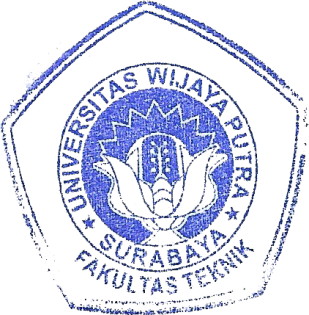 UNIVERSITAS WIJAYA PUTRA
SURABAYA
FAKULTAS TEKNIK